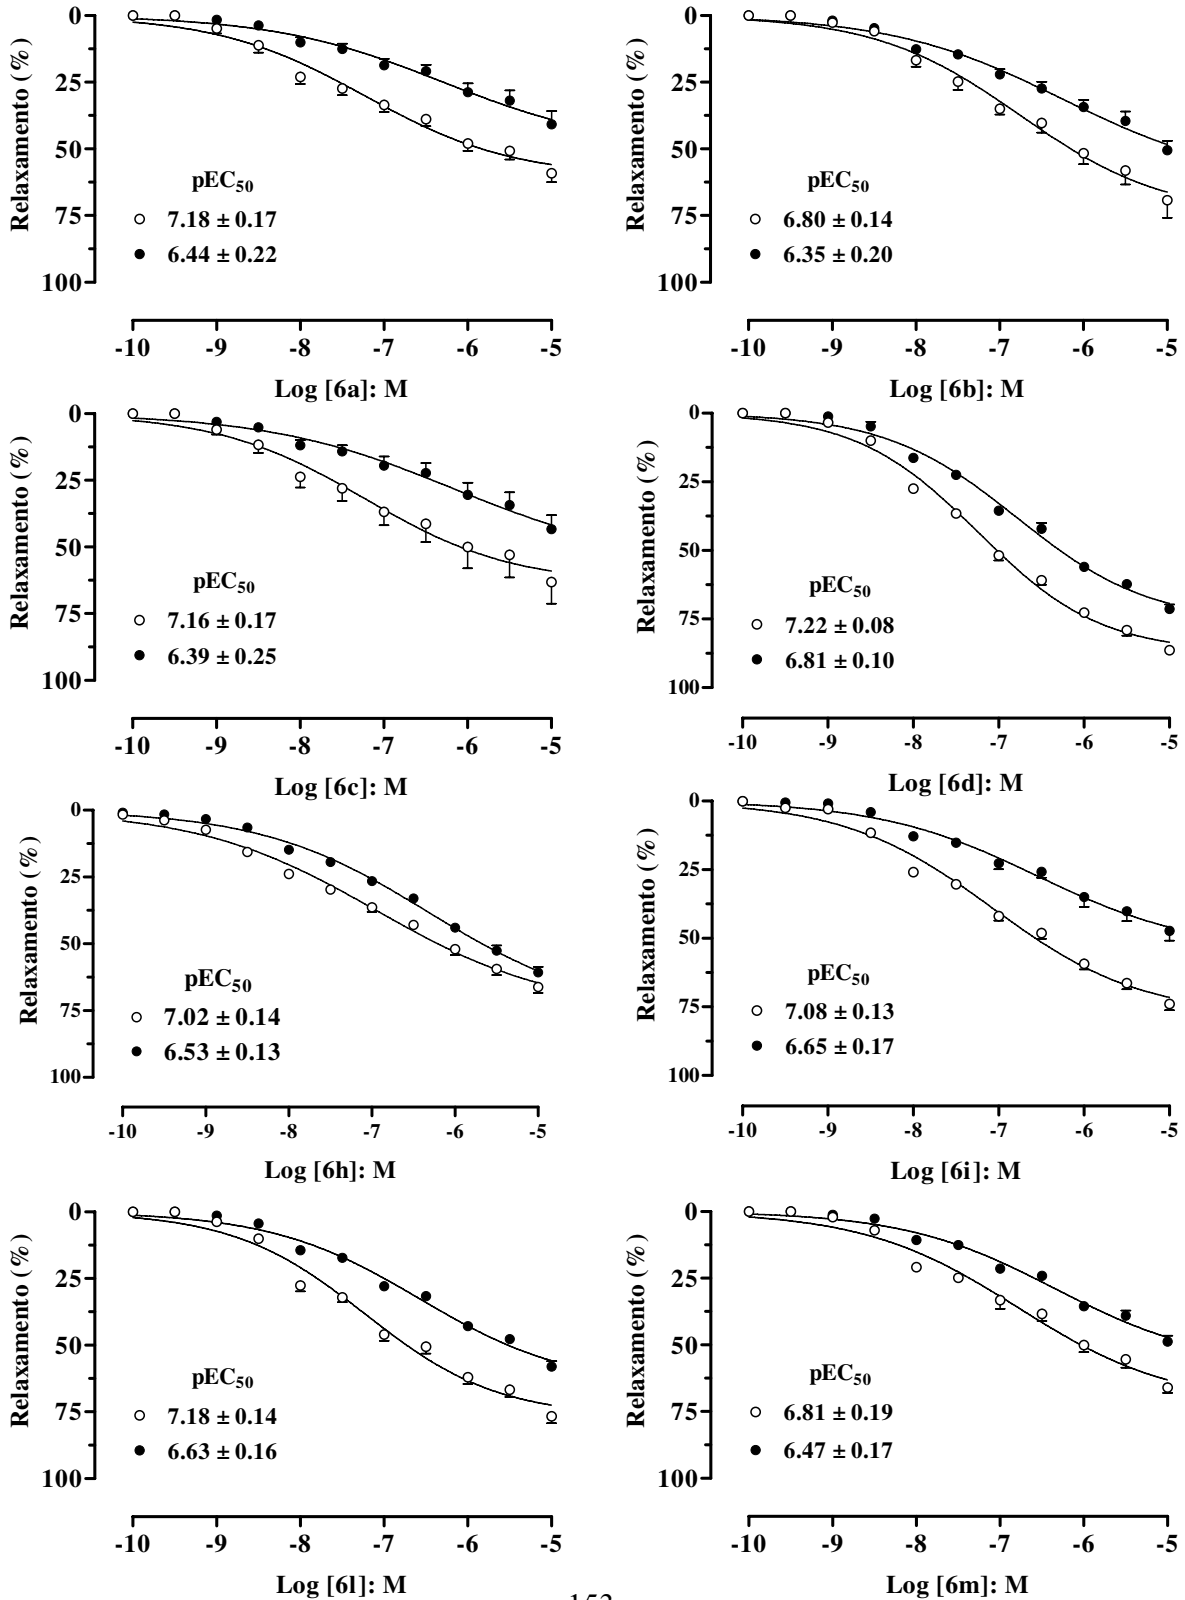 0
25
50
75
100
Relaxamento (%)
pEC50
○ 7.18 ± 0.17
● 6.44 ± 0.22
-10 -9 -8 -7 -6 -5
Log [6a]: M
0
25
50
75
100
Relaxamento (%)
pEC50
○ 6.80 ± 0.14
● 6.35 ± 0.20
-10 -9 -8 -7 -6 -5
Log [6b]: M
0
25
50
75
100
Relaxamento (%)
pEC50
○ 7.16 ± 0.17
● 6.39 ± 0.25
-10 -9 -8 -7 -6 -5
Log [6c]: M
0
25
50
75
100
Relaxamento (%)
pEC50
○ 7.22 ± 0.08
● 6.81 ± 0.10
-10 -9 -8 -7 -6 -5
Log [6d]: M
0
25
50
75
100
Relaxamento (%)
pEC50
○ 7.02 ± 0.14
● 6.53 ± 0.13
-10 -9 -8 -7 -6 -5
Log [6h]: M
0
25
50
75
100
Relaxamento (%)
pEC50
○ 7.08 ± 0.13
● 6.65 ± 0.17
-10 -9 -8 -7 -6 -5
Log [6i]: M
0
25
50
75
100
Relaxamento (%)
pEC50
○ 7.18 ± 0.14
● 6.63 ± 0.16
-10 -9 -8 -7 -6 -5
Log [6l]: M
0
25
50
75
100
Relaxamento (%)
pEC50
○ 6.81 ± 0.19
● 6.47 ± 0.17
-10 -9 -8 -7 -6 -5
Log [6m]: M